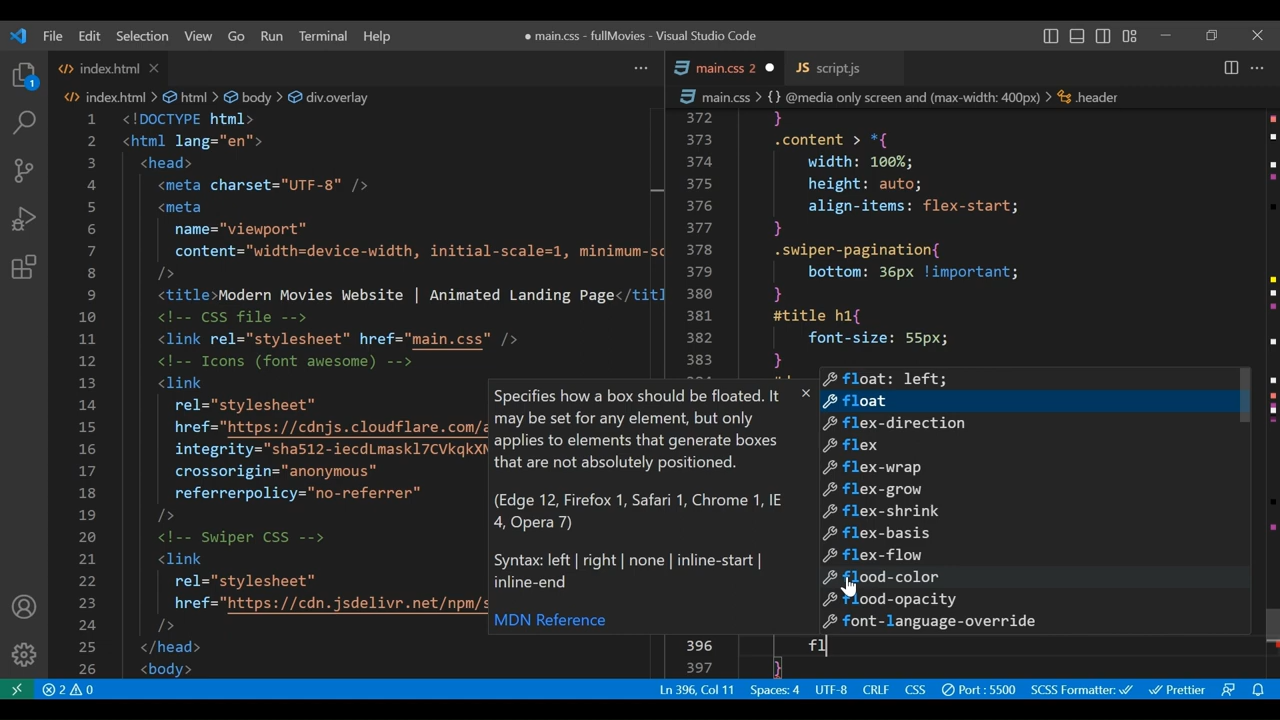 File Edit Selection View Go Run Terminal Help
● main.css - fullMovies - Visual Studio Code
index.html
main.css 2
JS script.js
index.html > html > body > div.overlay
main.css > {} @media only screen and (max-width: 400px) > .header
1 <!DOCTYPE html>
2 <html lang="en">
3 <head>
4 <meta charset="UTF-8" />
5 <meta
6 name="viewport"
7 content="width=device-width, initial-scale=1, minimum-sc
8 />
9 <title>Modern Movies Website | Animated Landing Page</titl
10 <!-- CSS file -->
11 <link rel="stylesheet" href="main.css" />
12 <!-- Icons (font awesome) -->
13 <link
14 rel="stylesheet"
15 href="https://cdnjs.cloudflare.com/a
16 integrity="sha512-iecdLmaskl7CVkqkXN
17 crossorigin="anonymous"
18 referrerpolicy="no-referrer"
19 />
20 <!-- Swiper CSS -->
21 <link
22 rel="stylesheet"
23 href="https://cdn.jsdelivr.net/npm/s
24 />
25 </head>
26 <body>
372 }
373 .content > *{
374 width: 100%;
375 height: auto;
376 align-items: flex-start;
377 }
378 .swiper-pagination{
379 bottom: 36px !important;
380 }
381 #title h1{
382 font-size: 55px;
383 }
Specifies how a box should be floated. It
may be set for any element, but only
applies to elements that generate boxes
that are not absolutely positioned.
(Edge 12, Firefox 1, Safari 1, Chrome 1, IE
4, Opera 7)
Syntax: left | right | none | inline-start |
inline-end
MDN Reference
float: left;
float
flex-direction
flex
flex-wrap
flex-grow
flex-shrink
flex-basis
flex-flow
flood-color
flood-opacity
font-language-override
396 fl
397 }
1
2 0
Ln 396, Col 11 Spaces: 4 UTF-8 CRLF CSS Port : 5500 SCSS Formatter: Prettier